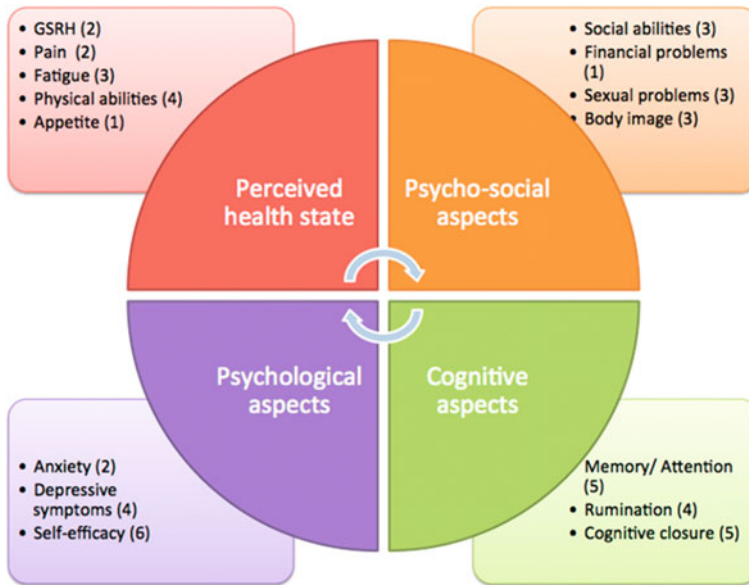 • GSRH (2)
• Pain (2)
• Fatigue (3)
• Physical abilities (4)
• Appetite (1)
• Social abilities (3)
• Financial problems
(1)
• Sexual problems (3)
• Body image (3)
Perceived
health state
Psycho-social
aspects
Psychological
aspects
Cognitive
aspects
• Anxiety (2)
• Depressive
symptoms (4)
• Self-efficacy (6)
Memory/ Attention
(5)
• Rumination (4)
• Cognitive closure (5)